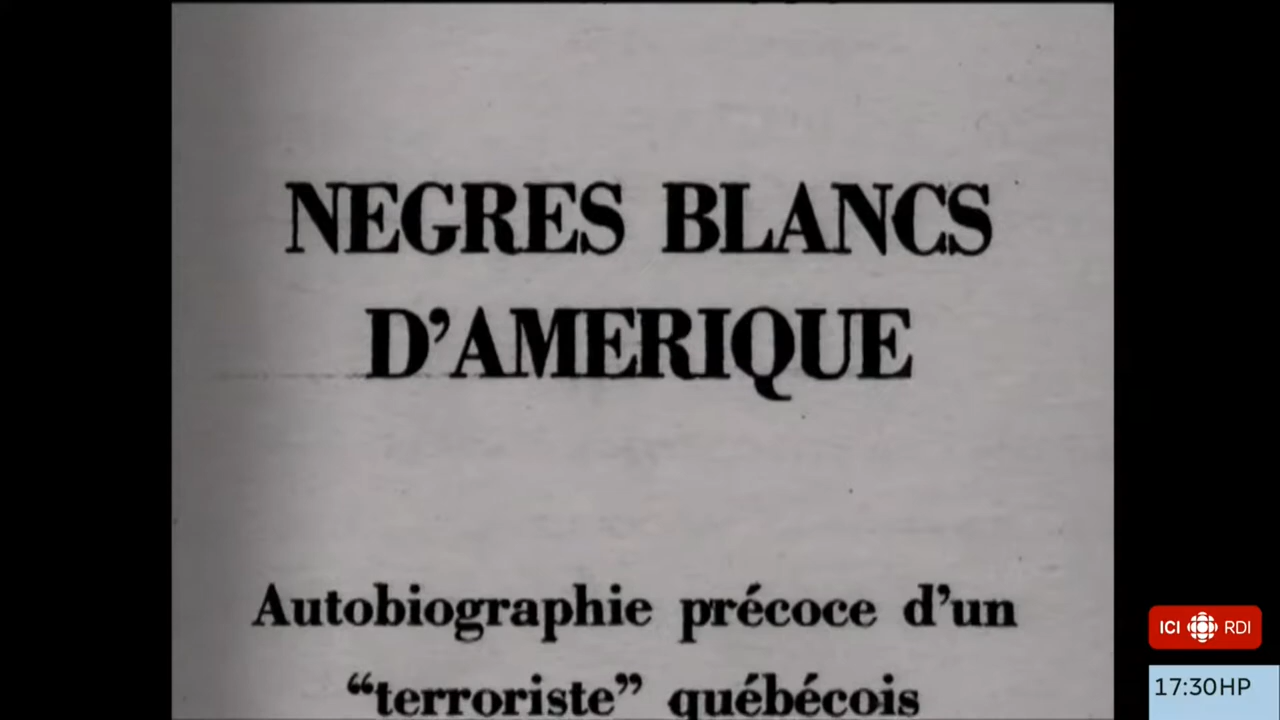 NEGRES BLANCS
D'AMERIQUE
Autobiographie précoce d'un
“terroriste” québécois
ICI RDI
17:30HP